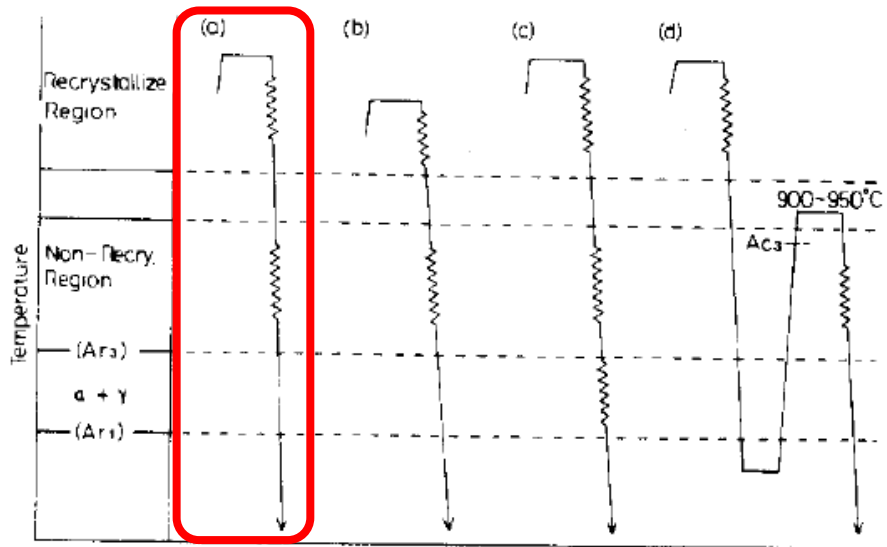 (a)
(b)
(c)
(d)
Recrystallize
Region
900~950°C
Ac₃
Non-Recry.
Region
Temperature
(Ar₃)
α + γ
(Ar₁)